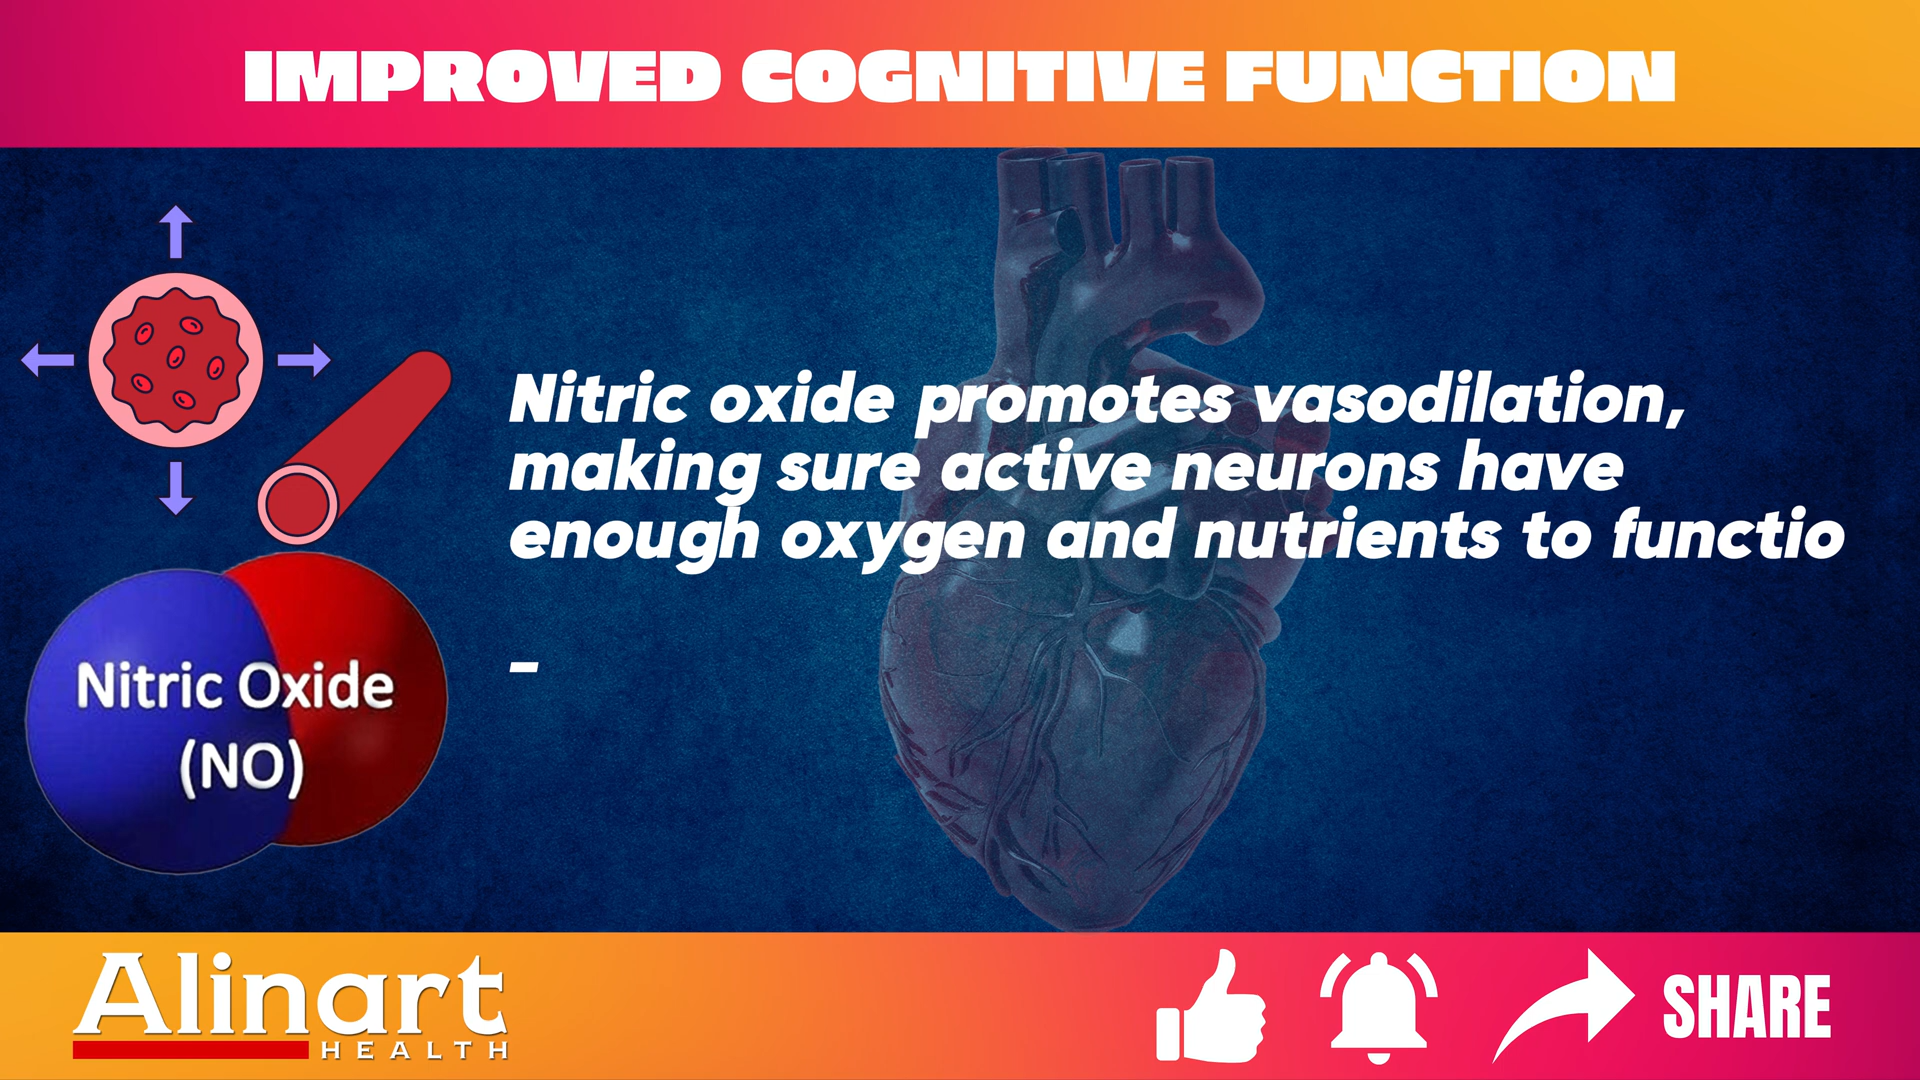 IMPROVED COGNITIVE FUNCTION
Nitric oxide promotes vasodilation,
making sure active neurons have
enough oxygen and nutrients to functio
-
Nitric Oxide
(NO)
Alinart
HEALTH
SHARE